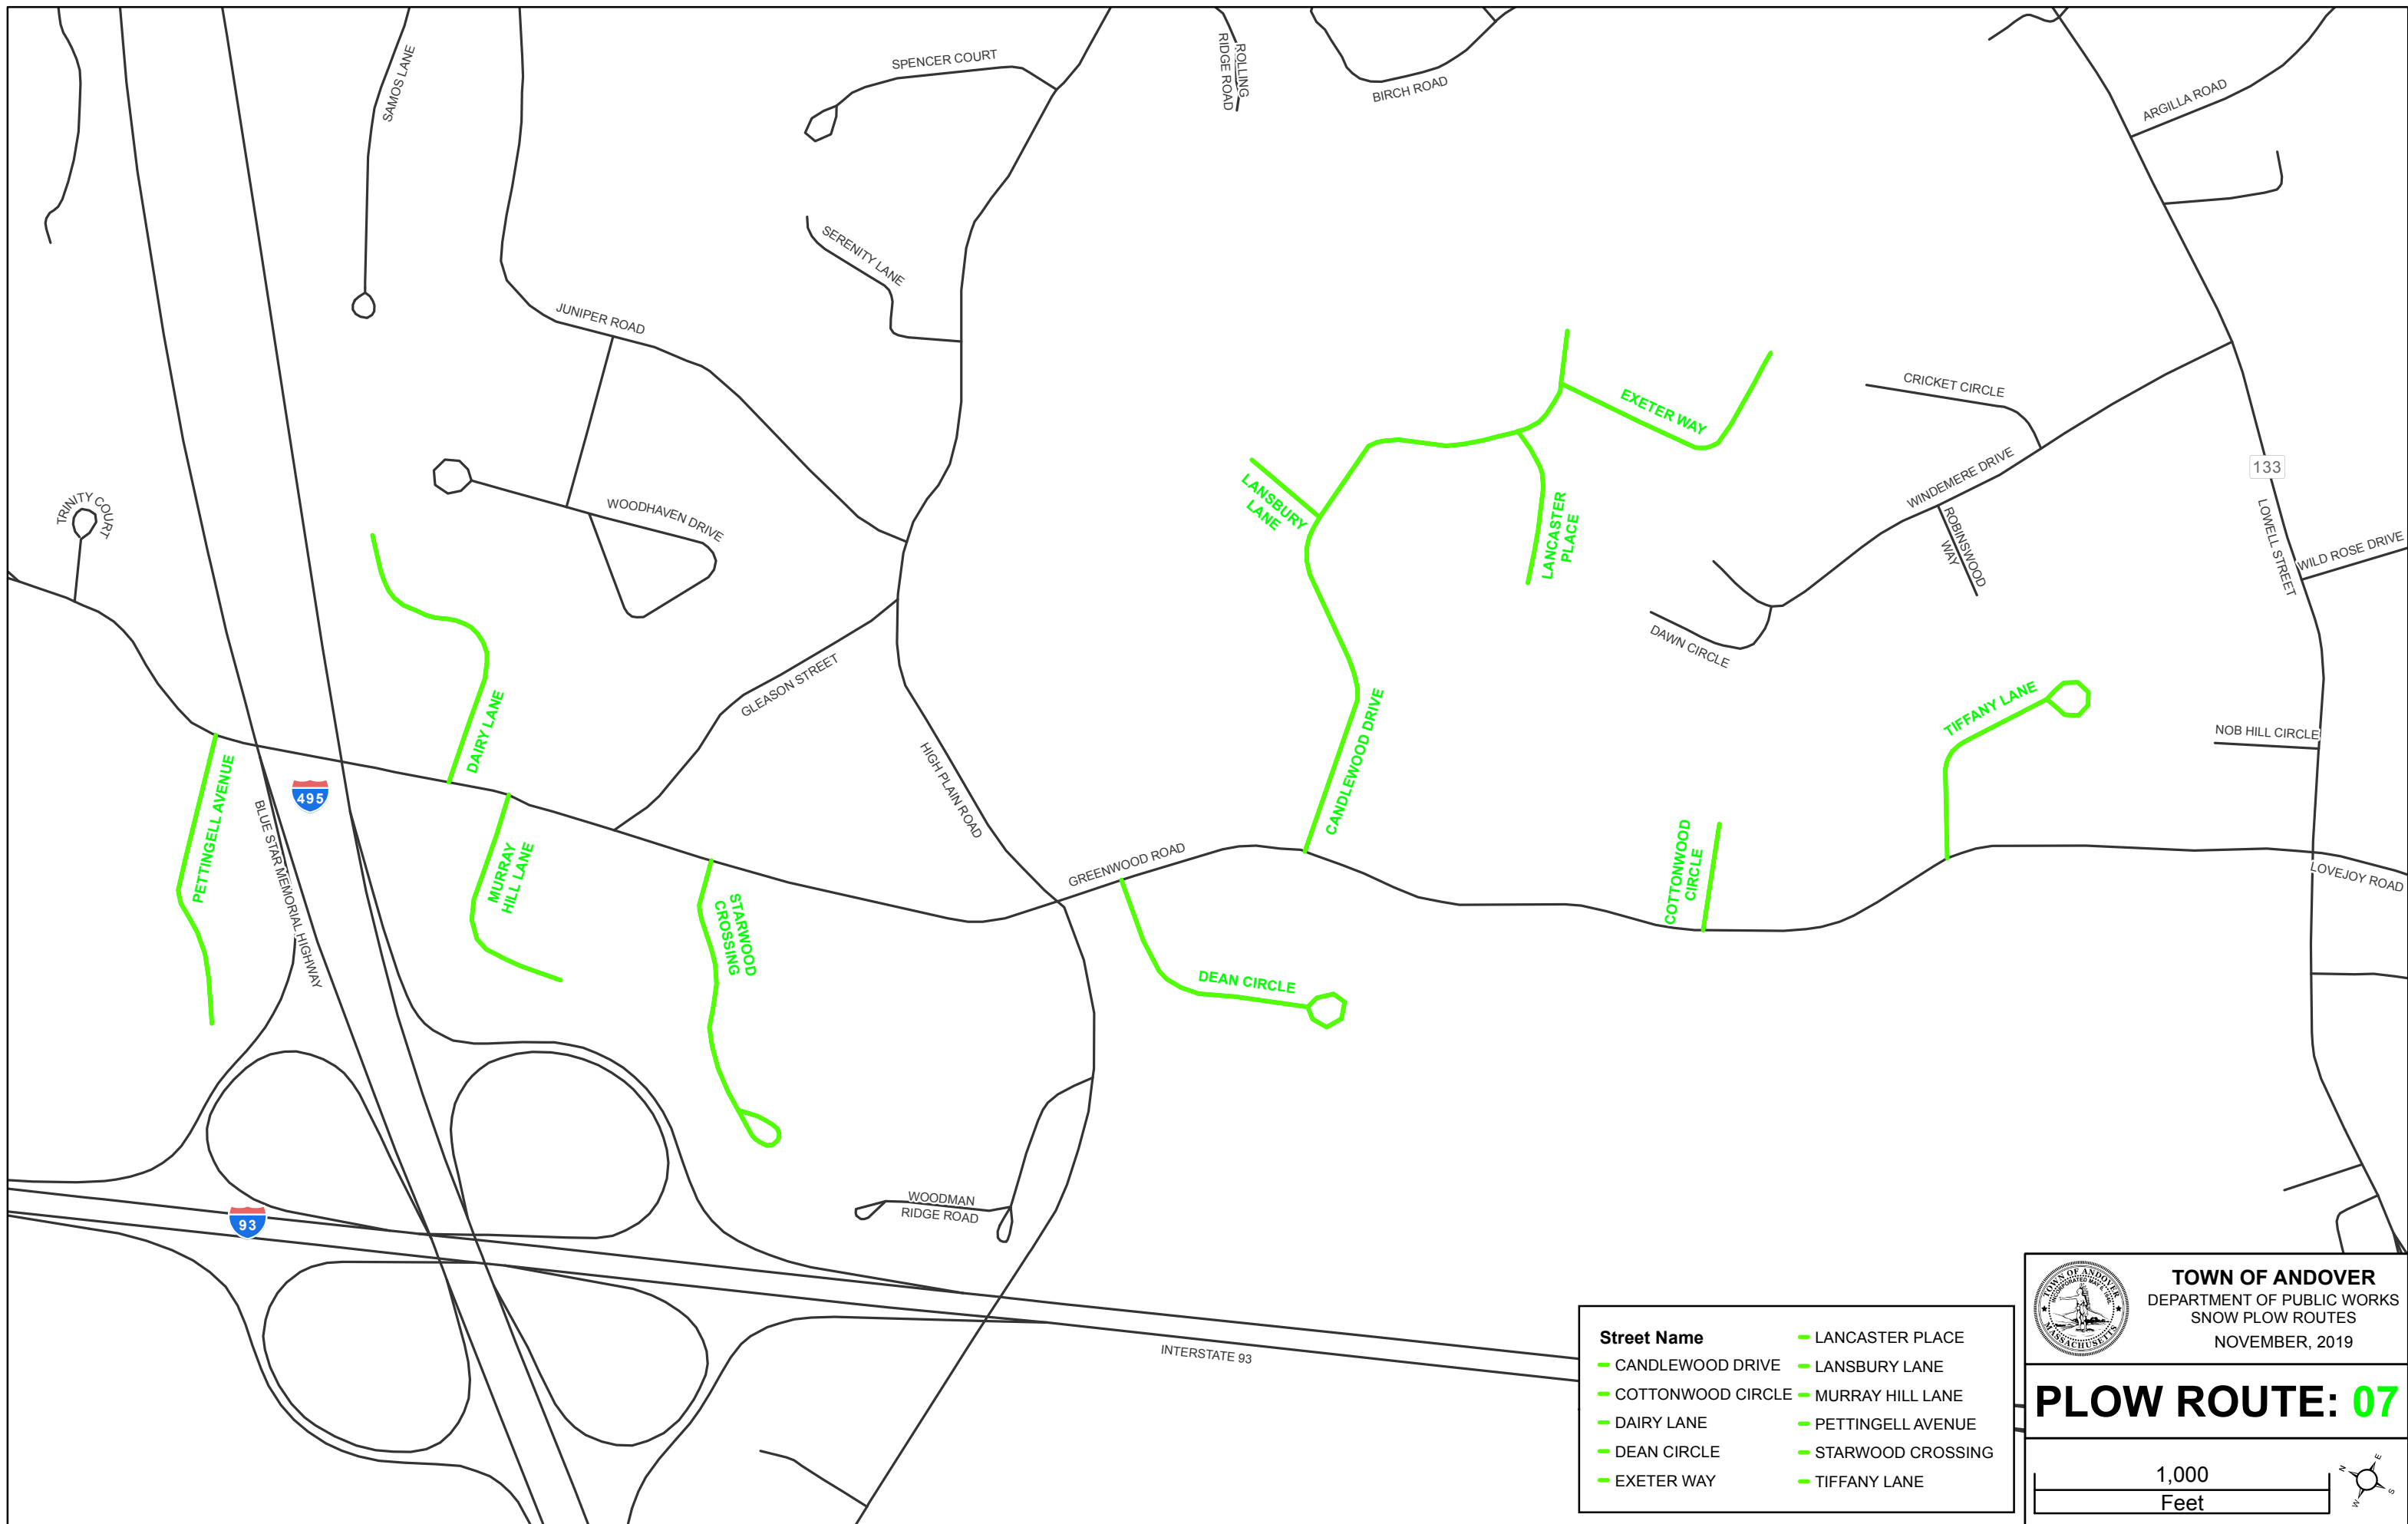 SAMOS LANE
SPENCER COURT
ROLLING
RIDGE ROAD
BIRCH ROAD
ARGILLA ROAD
SERENITY LANE
JUNIPER ROAD
EXETER WAY
CRICKET CIRCLE
WINDEMERE DRIVE
133
LANSBURY
LANE
LANCASTER
PLACE
TRINITY COURT
WOODHAVEN DRIVE
ROBINSWOOD
WAY
LOWELL STREET
WILD ROSE DRIVE
DAWN CIRCLE
GLEASON STREET
DAIRY LANE
HIGH PLAIN ROAD
CANDLEWOOD DRIVE
TIFFANY LANE
NOB HILL CIRCLE
PETTINGELL AVENUE
495
BLUE STAR MEMORIAL HIGHWAY
MURRAY
HILL LANE
STARWOOD
CROSSING
GREENWOOD ROAD
COTTONWOOD
CIRCLE
LOVEJOY ROAD
DEAN CIRCLE
WOODMAN
RIDGE ROAD
93
INTERSTATE 93
Street Name
CANDLEWOOD DRIVE
COTTONWOOD CIRCLE
DAIRY LANE
DEAN CIRCLE
EXETER WAY
LANCASTER PLACE
LANSBURY LANE
MURRAY HILL LANE
PETTINGELL AVENUE
STARWOOD CROSSING
TIFFANY LANE
TOWN OF ANDOVER
MASSACHUSETTS
TOWN OF ANDOVER
DEPARTMENT OF PUBLIC WORKS
SNOW PLOW ROUTES
NOVEMBER, 2019
PLOW ROUTE: 07
1,000
Feet
N
E
W
S